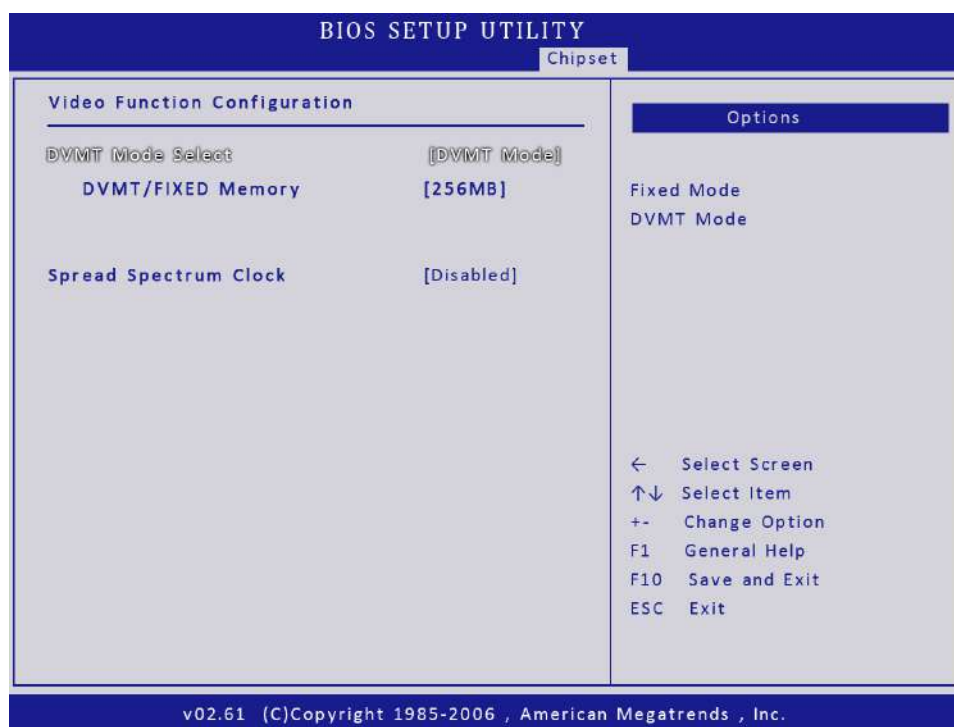 BIOS SETUP UTILITY
Chipset
Video Function Configuration
DVMT Mode Select [DVMT Mode]
DVMT/FIXED Memory [256MB]
Spread Spectrum Clock [Disabled]
Options
Fixed Mode
DVMT Mode
← Select Screen
↑↓ Select Item
+- Change Option
F1 General Help
F10 Save and Exit
ESC Exit
v02.61 (C)Copyright 1985-2006 , American Megatrends , Inc.